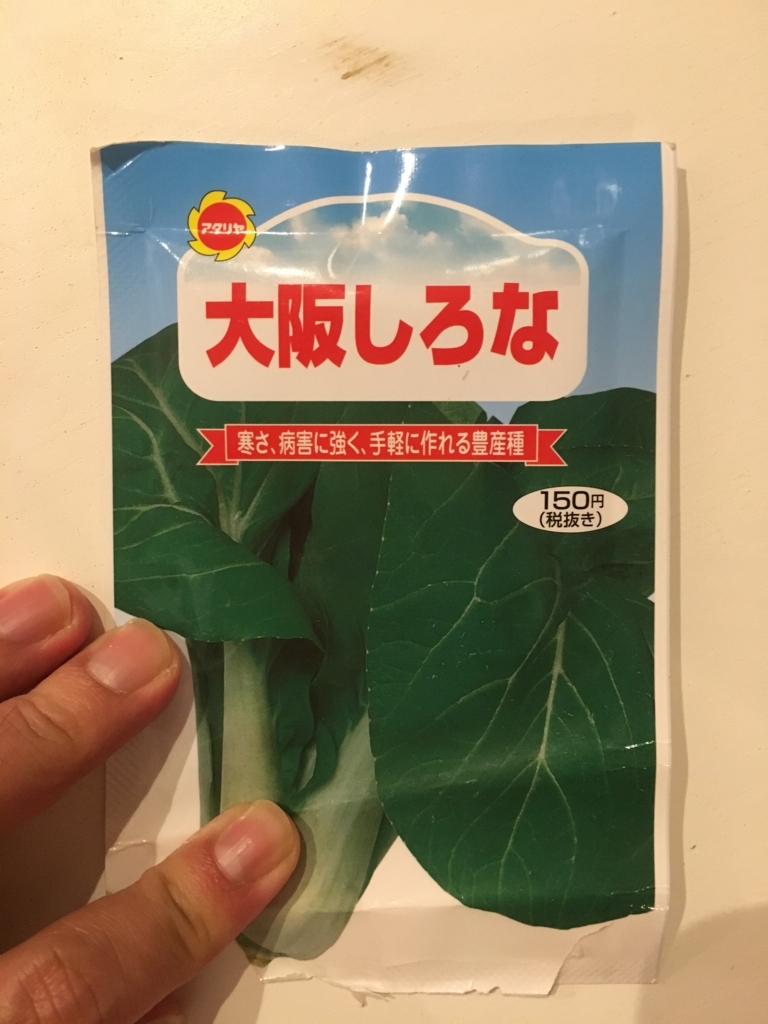 アタリヤ
大阪しろな
寒さ、病害に強く、手軽に作れる豊産種
150円
(税抜き)